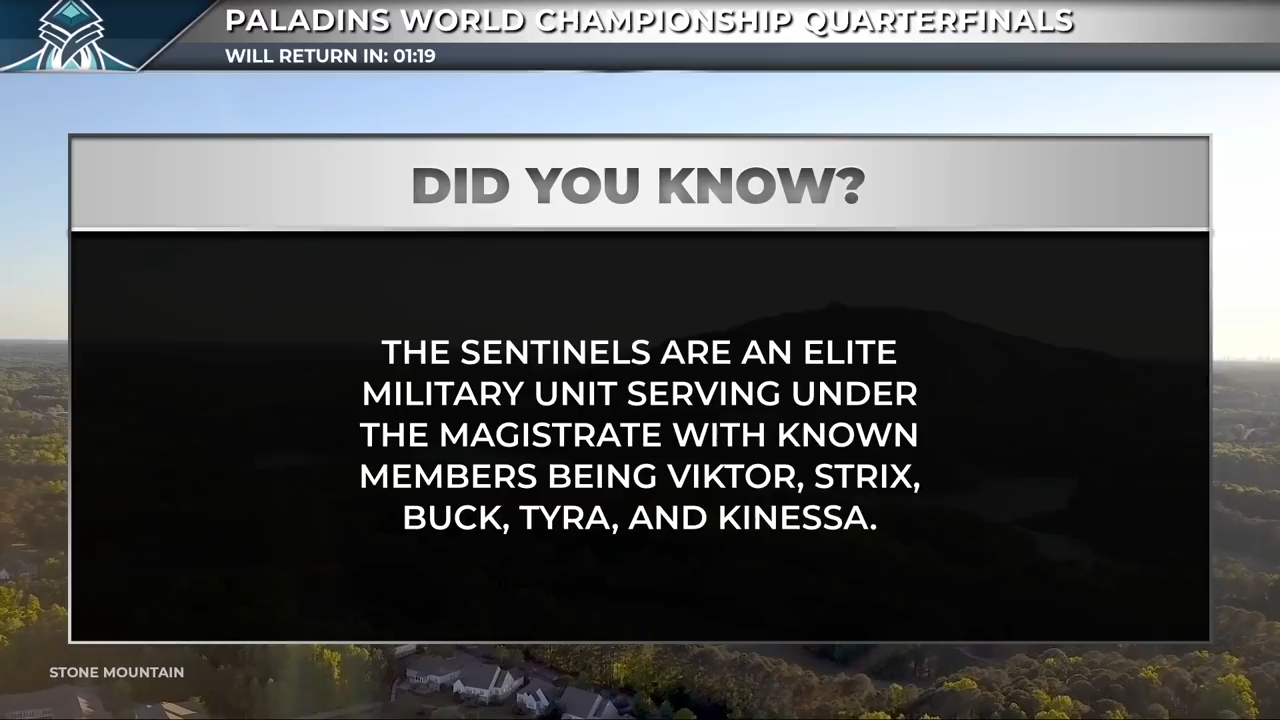 PALADINS WORLD CHAMPIONSHIP QUARTERFINALS
WILL RETURN IN: 01:19
DID YOU KNOW?
THE SENTINELS ARE AN ELITE
MILITARY UNIT SERVING UNDER
THE MAGISTRATE WITH KNOWN
MEMBERS BEING VIKTOR, STRIX,
BUCK, TYRA, AND KINESSA.
STONE MOUNTAIN